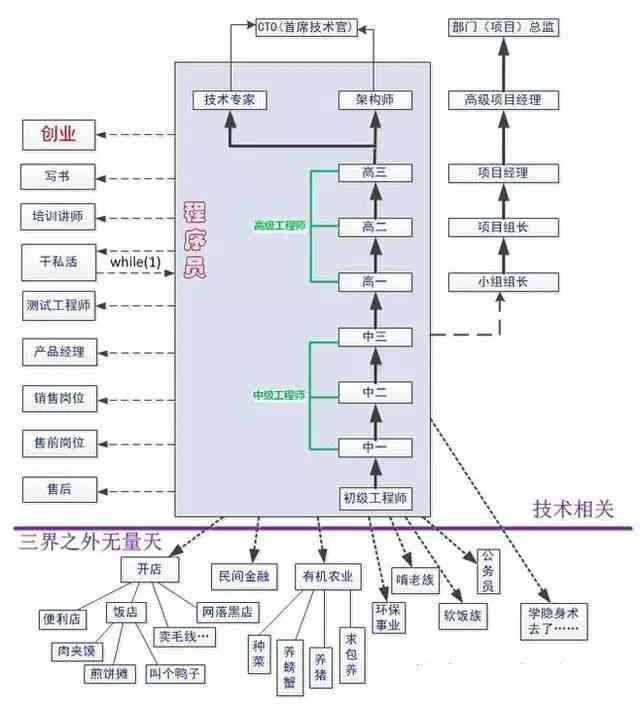 CTO(首席技术官)
部门（项目）总监
技术专家
架构师
高级项目经理
创业
写书
高三
项目经理
程序员
培训讲师
高级工程师
高二
项目组长
干私活
while(1)
高一
小组组长
测试工程师
中三
产品经理
销售岗位
中级工程师
中二
售前岗位
中一
售后
初级工程师
技术相关
三界之外无量天
开店
民间金融
有机农业
啃老族
公务员
便利店
饭店
网络黑店
环保事业
软饭族
学隐身术
去了……
卖毛线…
肉夹馍
煎饼摊
叫个鸭子
种菜
养螃蟹
养猪
求包养